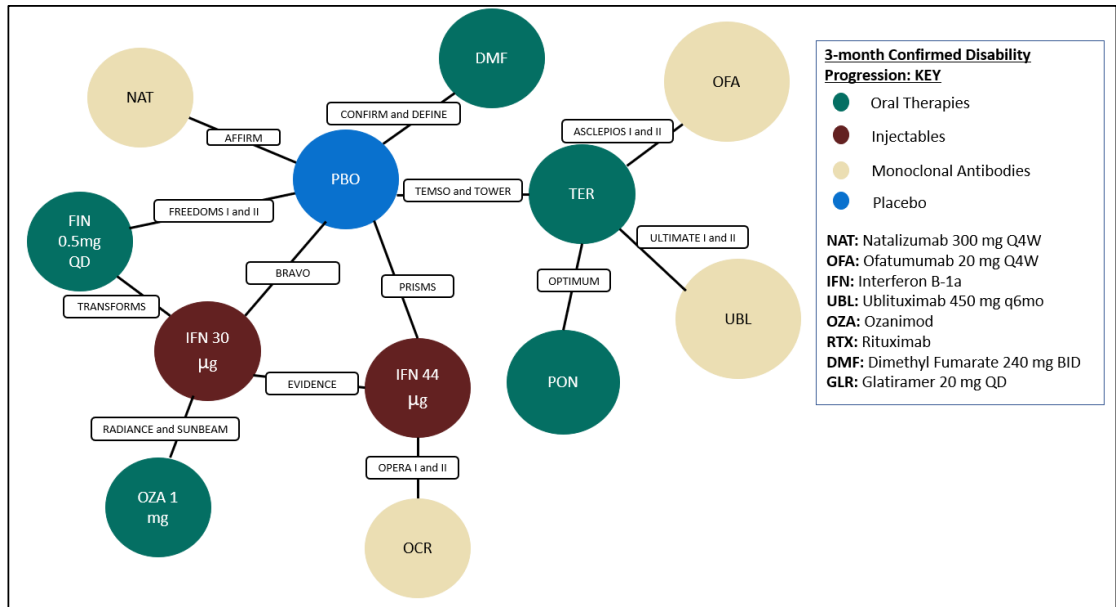 DMF
NAT
OFA
CONFIRM and DEFINE
AFFIRM
ASCLEPIOS I and II
PBO
TEMSO and TOWER
TER
FREEDOMS I and II
FIN
0.5mg
QD
ULTIMATE I and II
BRAVO
OPTIMUM
PRISMS
TRANSFORMS
UBL
IFN 30
μg
IFN 44
μg
EVIDENCE
PON
RADIANCE and SUNBEAM
OPERA I and II
OZA 1
mg
OCR
3-month Confirmed Disability
Progression: KEY
Oral Therapies
Injectables
Monoclonal Antibodies
Placebo
NAT: Natalizumab 300 mg Q4W
OFA: Ofatumumab 20 mg Q4W
IFN: Interferon B-1a
UBL: Ublituximab 450 mg q6mo
OZA: Ozanimod
RTX: Rituximab
DMF: Dimethyl Fumarate 240 mg BID
GLR: Glatiramer 20 mg QD